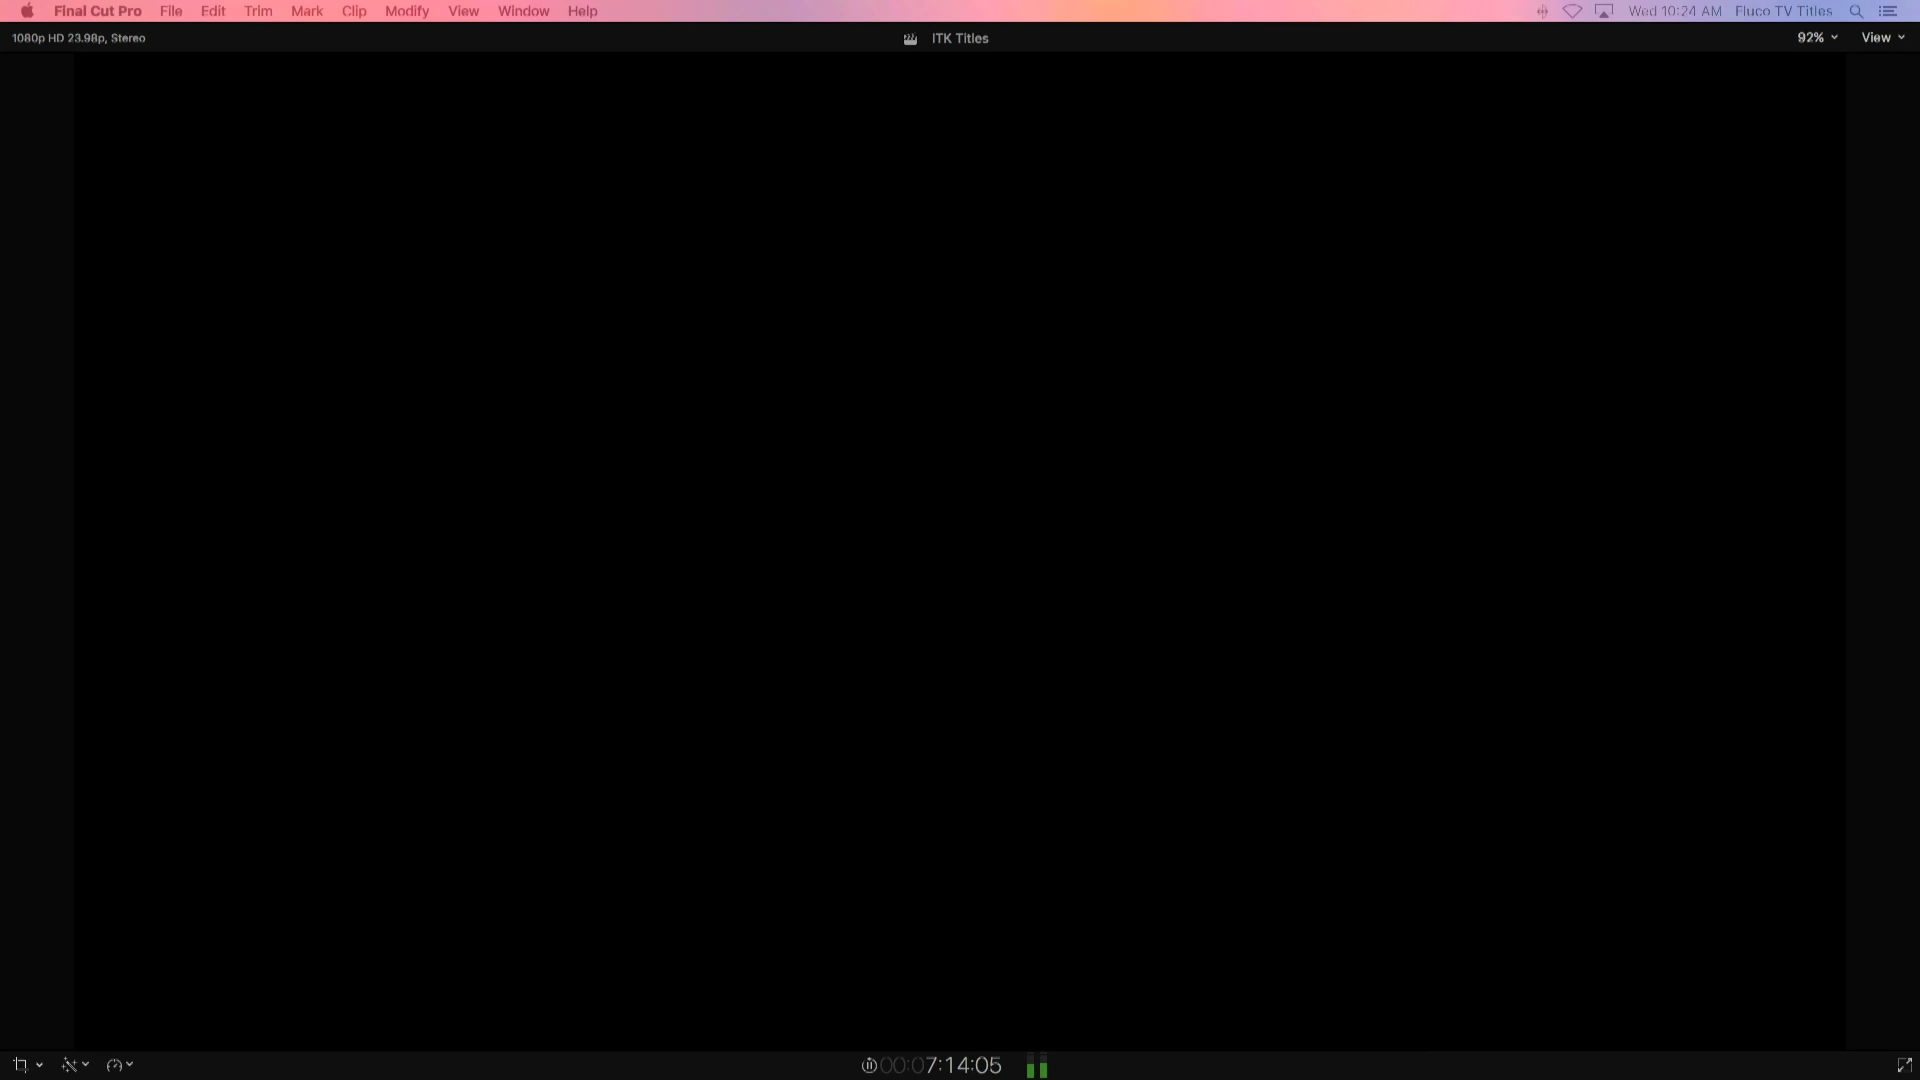 Final Cut Pro File Edit Trim Mark Clip Modify View Window Help Wed 10:24 AM Fluco TV Titles
1080p HD 23.98p, Stereo ITK Titles 92% View
00:07:14:05